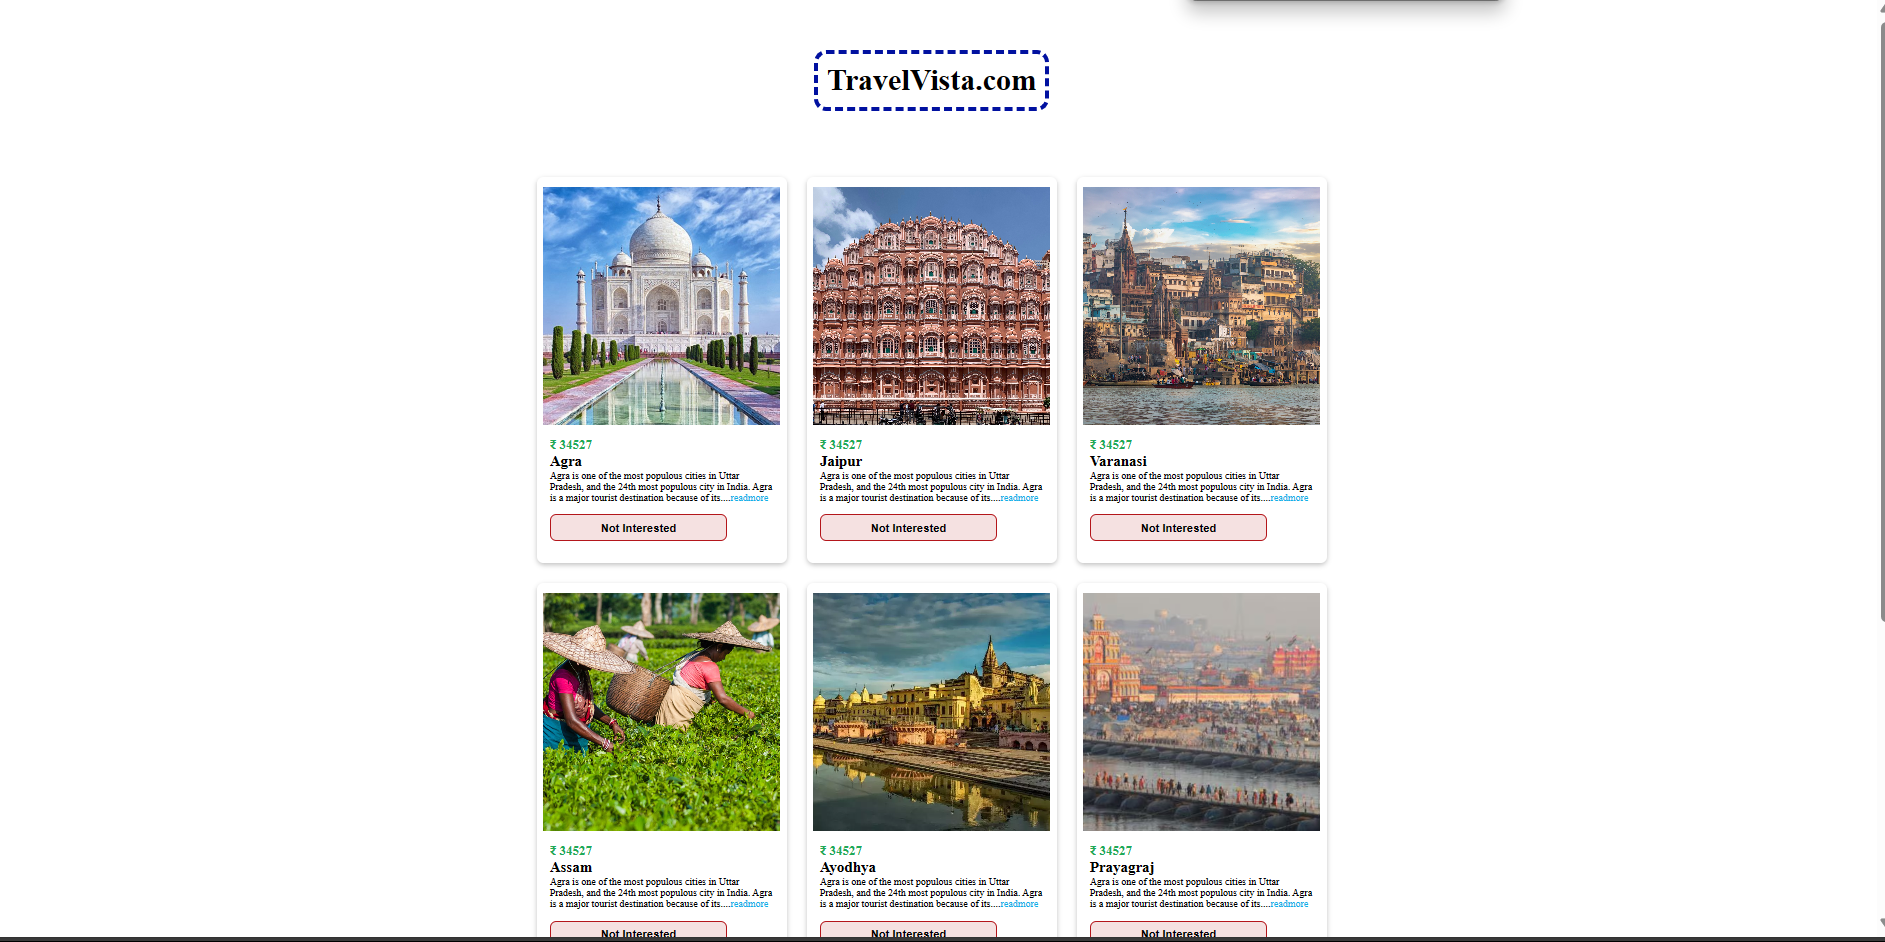 TravelVista.com
₹ 34527
Agra
Agra is one of the most populous cities in Uttar
Pradesh, and the 24th most populous city in India. Agra
is a major tourist destination because of its....readmore
Not Interested
₹ 34527
Jaipur
Agra is one of the most populous cities in Uttar
Pradesh, and the 24th most populous city in India. Agra
is a major tourist destination because of its....readmore
Not Interested
₹ 34527
Varanasi
Agra is one of the most populous cities in Uttar
Pradesh, and the 24th most populous city in India. Agra
is a major tourist destination because of its....readmore
Not Interested
₹ 34527
Assam
Agra is one of the most populous cities in Uttar
Pradesh, and the 24th most populous city in India. Agra
is a major tourist destination because of its....readmore
Not Interested
₹ 34527
Ayodhya
Agra is one of the most populous cities in Uttar
Pradesh, and the 24th most populous city in India. Agra
is a major tourist destination because of its....readmore
Not Interested
₹ 34527
Prayagraj
Agra is one of the most populous cities in Uttar
Pradesh, and the 24th most populous city in India. Agra
is a major tourist destination because of its....readmore
Not Interested